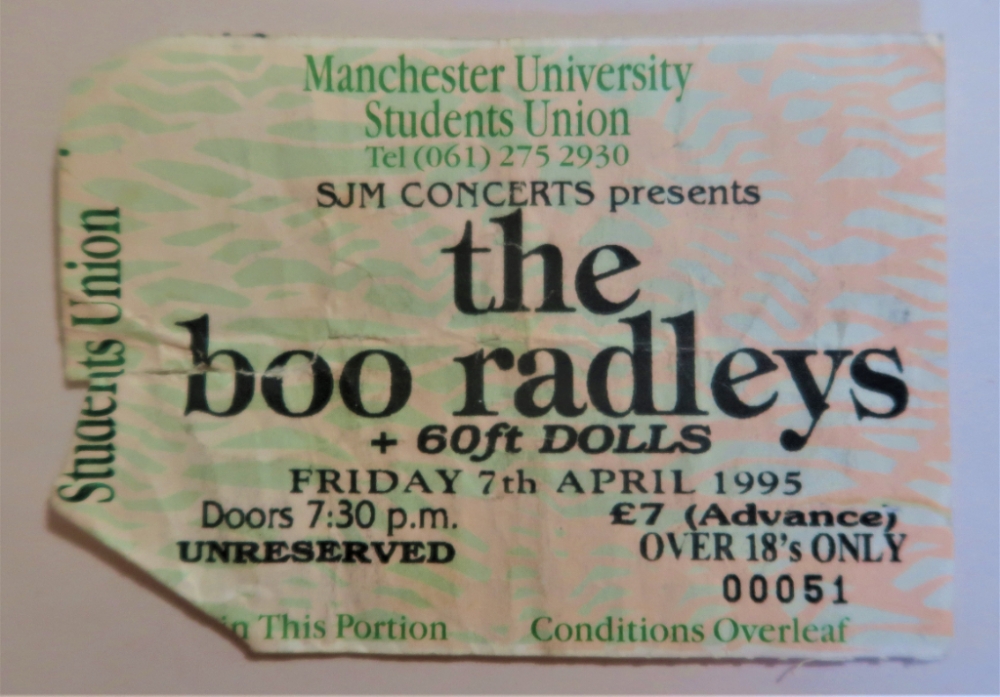 Manchester University
Students Union
Tel (061) 275 2930
SJM CONCERTS presents
the
boo radleys
+ 60ft DOLLS
FRIDAY 7th APRIL 1995
Doors 7:30 p.m.
£7 (Advance)
UNRESERVED
OVER 18's ONLY
00051
This Portion
Conditions Overleaf
Students Union